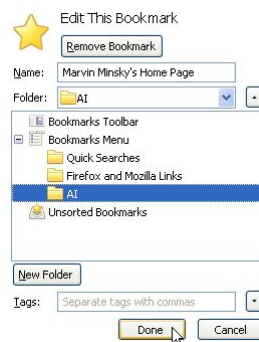 Edit This Bookmark
Remove Bookmark
Name: Marvin Minsky's Home Page
Folder: AI
Bookmarks Toolbar
Bookmarks Menu
Quick Searches
Firefox and Mozilla Links
AI
Unsorted Bookmarks
New Folder
Tags: Separate tags with commas
Done Cancel